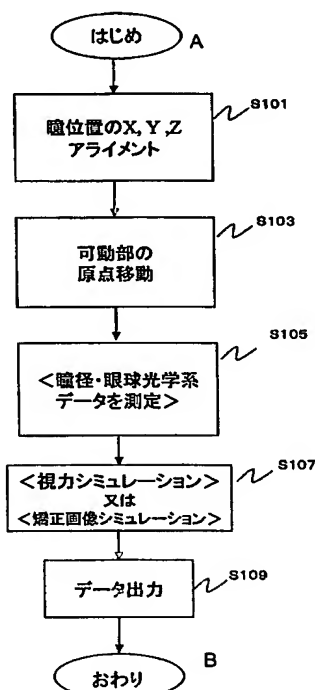 はじめ
A
S101
瞳位置のX,Y,Z
アライメント
S103
可動部の
原点移動
S105
<瞳径・眼球光学系
データを測定>
S107
<視力シミュレーション>
又は
<矯正画像シミュレーション>
S109
データ出力
B
おわり